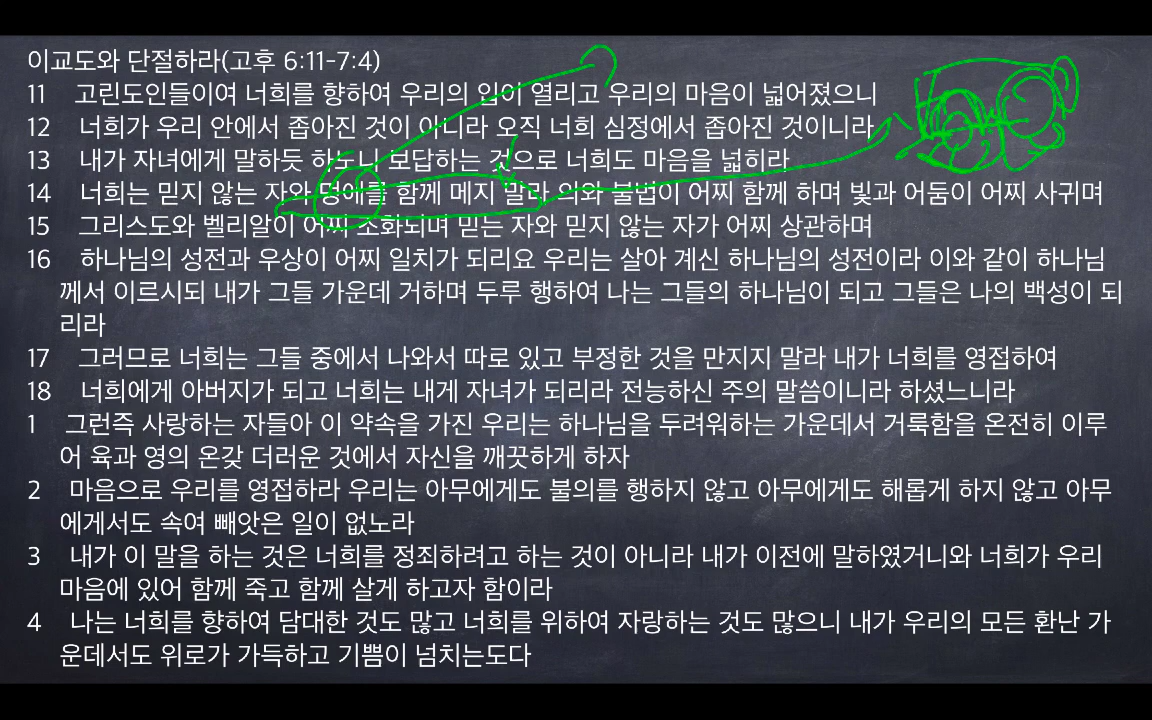 이교도와 단절하라(고후 6:11-7:4)
11 고린도인들이여 너희를 향하여 우리의 입이 열리고 우리의 마음이 넓어졌으니
12 너희가 우리 안에서 좁아진 것이 아니라 오직 너희 심정에서 좁아진 것이니라
13 내가 자녀에게 말하듯 하노니 보답하는 것으로 너희도 마음을 넓히라
14 너희는 믿지 않는 자와 멍에를 함께 메지 말라 의와 불법이 어찌 함께 하며 빛과 어둠이 어찌 사귀며
15 그리스도와 벨리알이 어찌 조화되며 믿는 자와 믿지 않는 자가 어찌 상관하며
16 하나님의 성전과 우상이 어찌 일치가 되리요 우리는 살아 계신 하나님의 성전이라 이와 같이 하나님
께서 이르시되 내가 그들 가운데 거하며 두루 행하여 나는 그들의 하나님이 되고 그들은 나의 백성이 되
리라
17 그러므로 너희는 그들 중에서 나와서 따로 있고 부정한 것을 만지지 말라 내가 너희를 영접하여
18 너희에게 아버지가 되고 너희는 내게 자녀가 되리라 전능하신 주의 말씀이니라 하셨느니라
1 그런즉 사랑하는 자들아 이 약속을 가진 우리는 하나님을 두려워하는 가운데서 거룩함을 온전히 이루
어 육과 영의 온갖 더러운 것에서 자신을 깨끗하게 하자
2 마음으로 우리를 영접하라 우리는 아무에게도 불의를 행하지 않고 아무에게도 해롭게 하지 않고 아무
에게서도 속여 빼앗은 일이 없노라
3 내가 이 말을 하는 것은 너희를 정죄하려고 하는 것이 아니라 내가 이전에 말하였거니와 너희가 우리
마음에 있어 함께 죽고 함께 살게 하고자 함이라
4 나는 너희를 향하여 담대한 것도 많고 너희를 위하여 자랑하는 것도 많으니 내가 우리의 모든 환난 가
운데서도 위로가 가득하고 기쁨이 넘치는도다